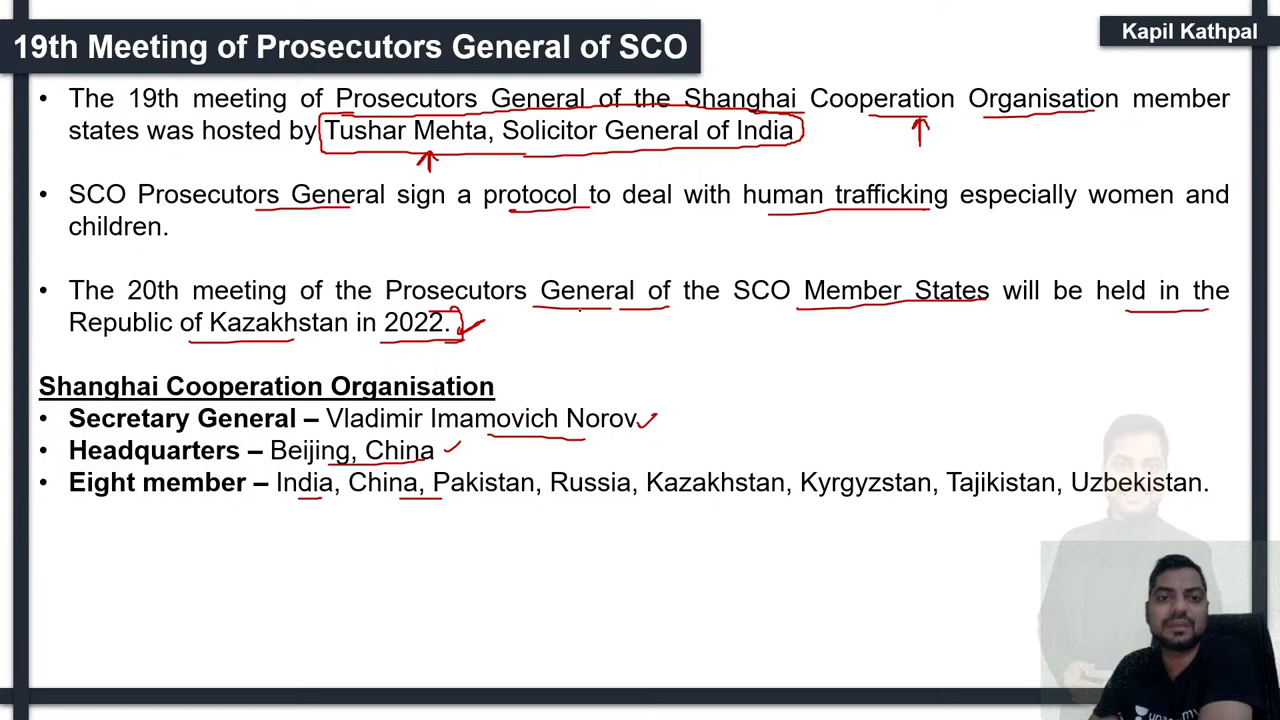 19th Meeting of Prosecutors General of SCO
Kapil Kathpal
• The 19th meeting of Prosecutors General of the Shanghai Cooperation Organisation member
states was hosted by Tushar Mehta, Solicitor General of India
• SCO Prosecutors General sign a protocol to deal with human trafficking especially women and
children.
• The 20th meeting of the Prosecutors General of the SCO Member States will be held in the
Republic of Kazakhstan in 2022.
Shanghai Cooperation Organisation
• Secretary General – Vladimir Imamovich Norov
• Headquarters – Beijing, China
• Eight member – India, China, Pakistan, Russia, Kazakhstan, Kyrgyzstan, Tajikistan, Uzbekistan.